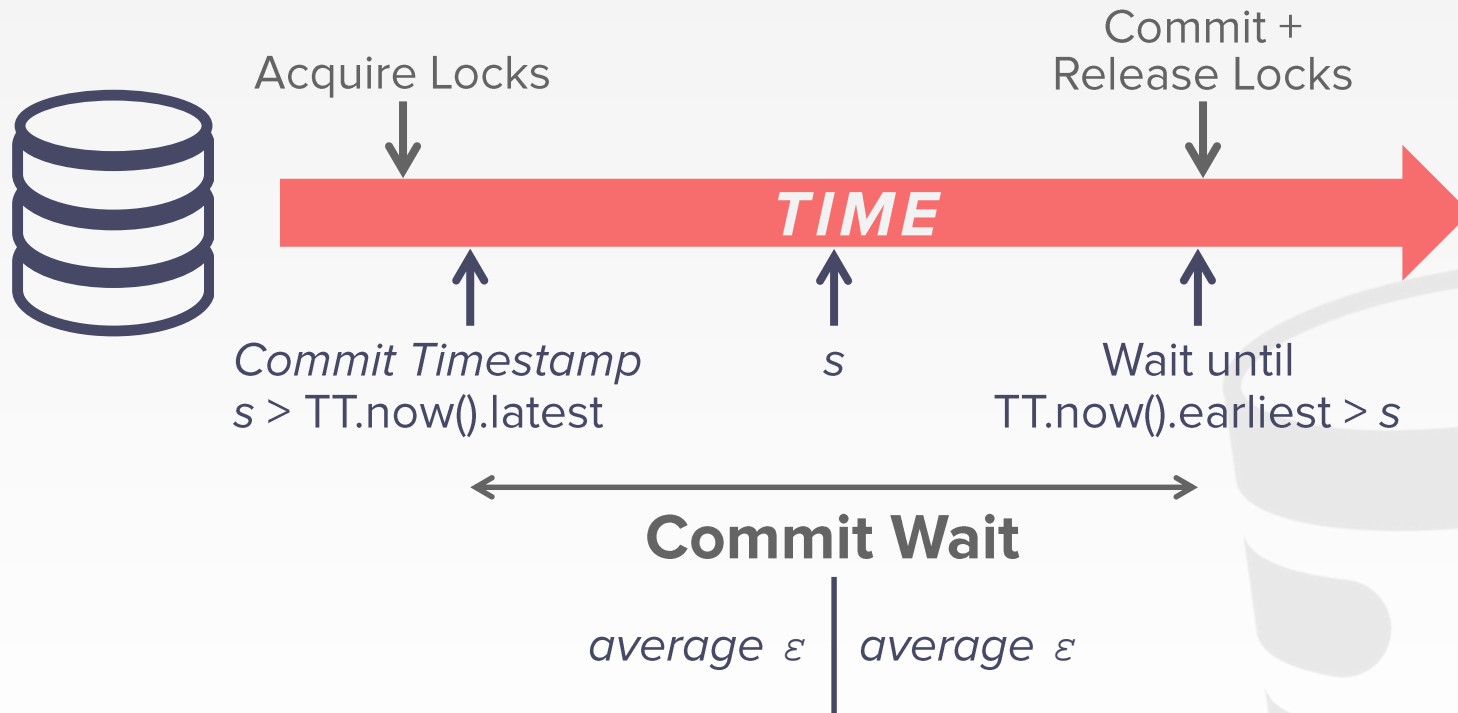 Acquire Locks
Commit +
Release Locks
TIME
Commit Timestamp
s > TT.now().latest
s
Wait until
TT.now().earliest > s
Commit Wait
average ε
average ε